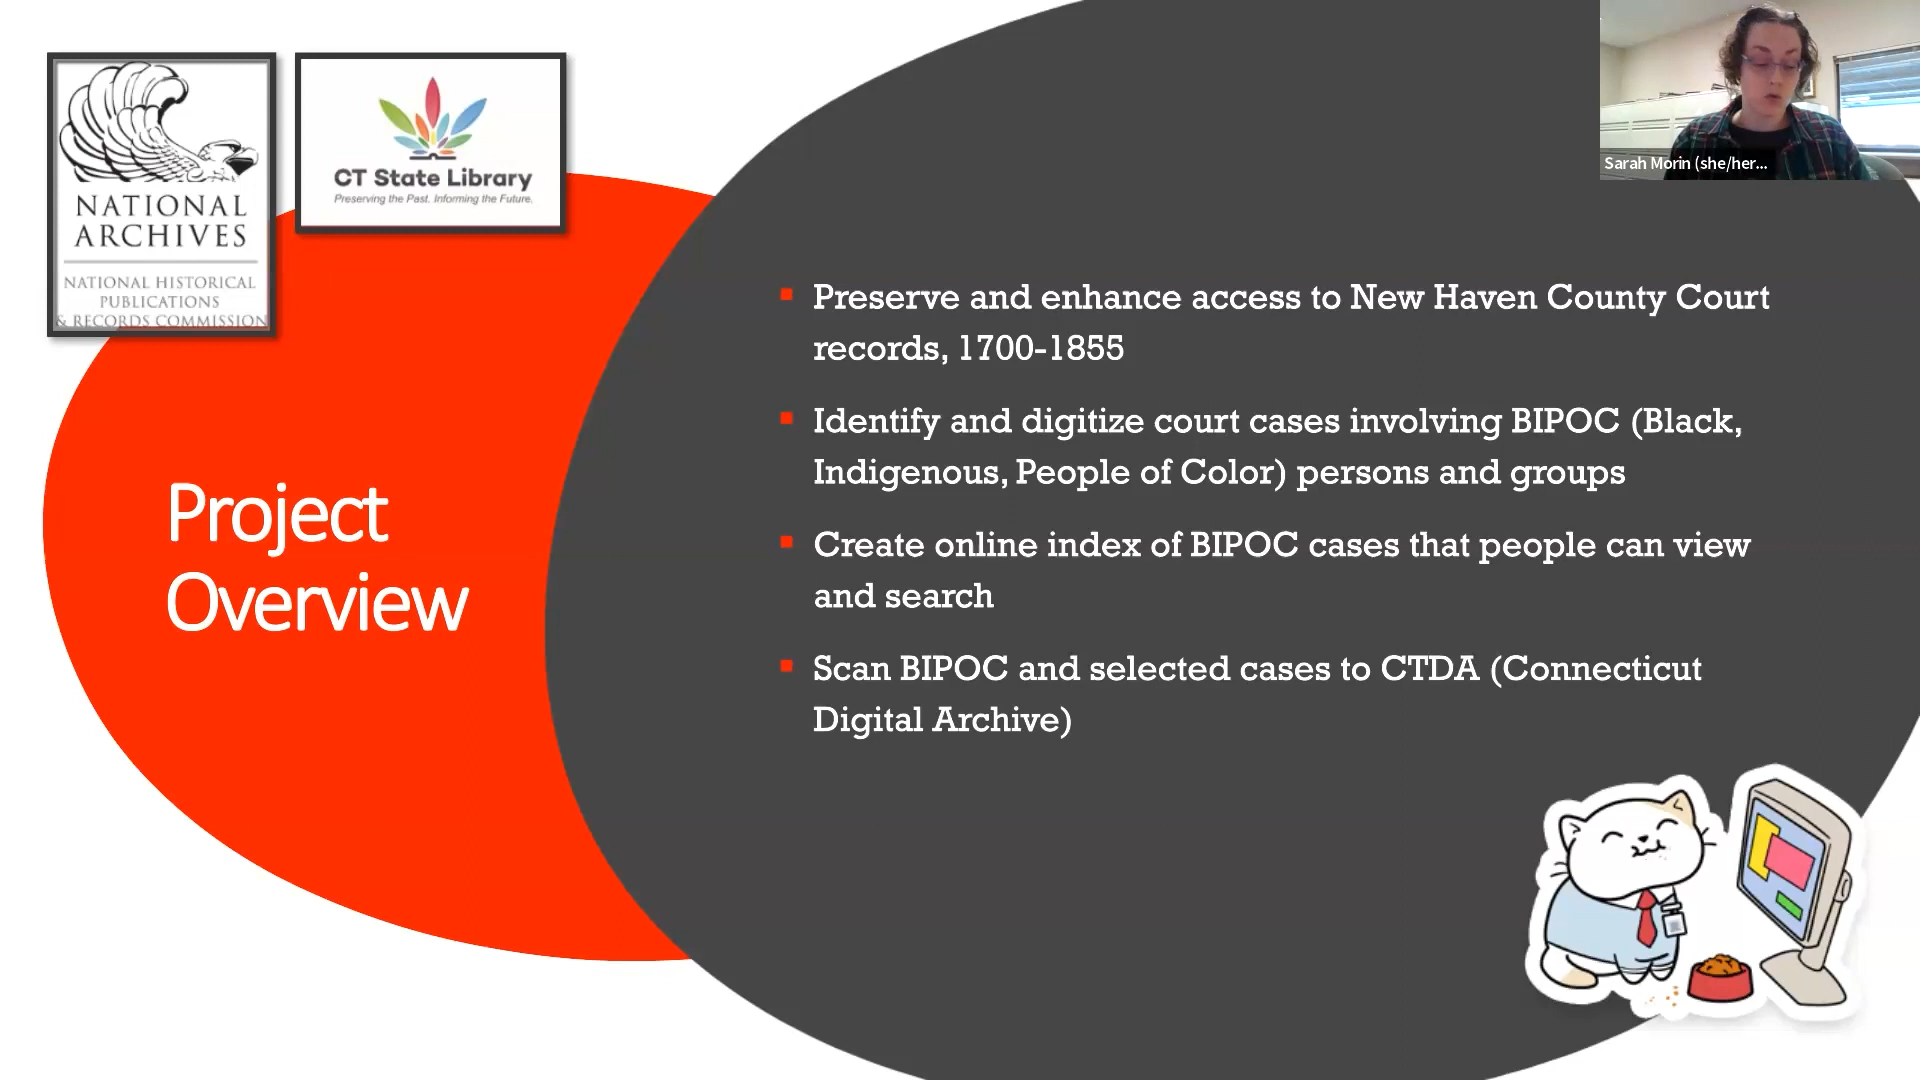 NATIONAL
ARCHIVES
NATIONAL HISTORICAL
PUBLICATIONS
& RECORDS COMMISSION
CT State Library
Preserving the Past. Informing the Future.
Sarah Morin (she/her...
Project
Overview
Preserve and enhance access to New Haven County Court
records, 1700-1855
Identify and digitize court cases involving BIPOC (Black,
Indigenous, People of Color) persons and groups
Create online index of BIPOC cases that people can view
and search
Scan BIPOC and selected cases to CTDA (Connecticut
Digital Archive)